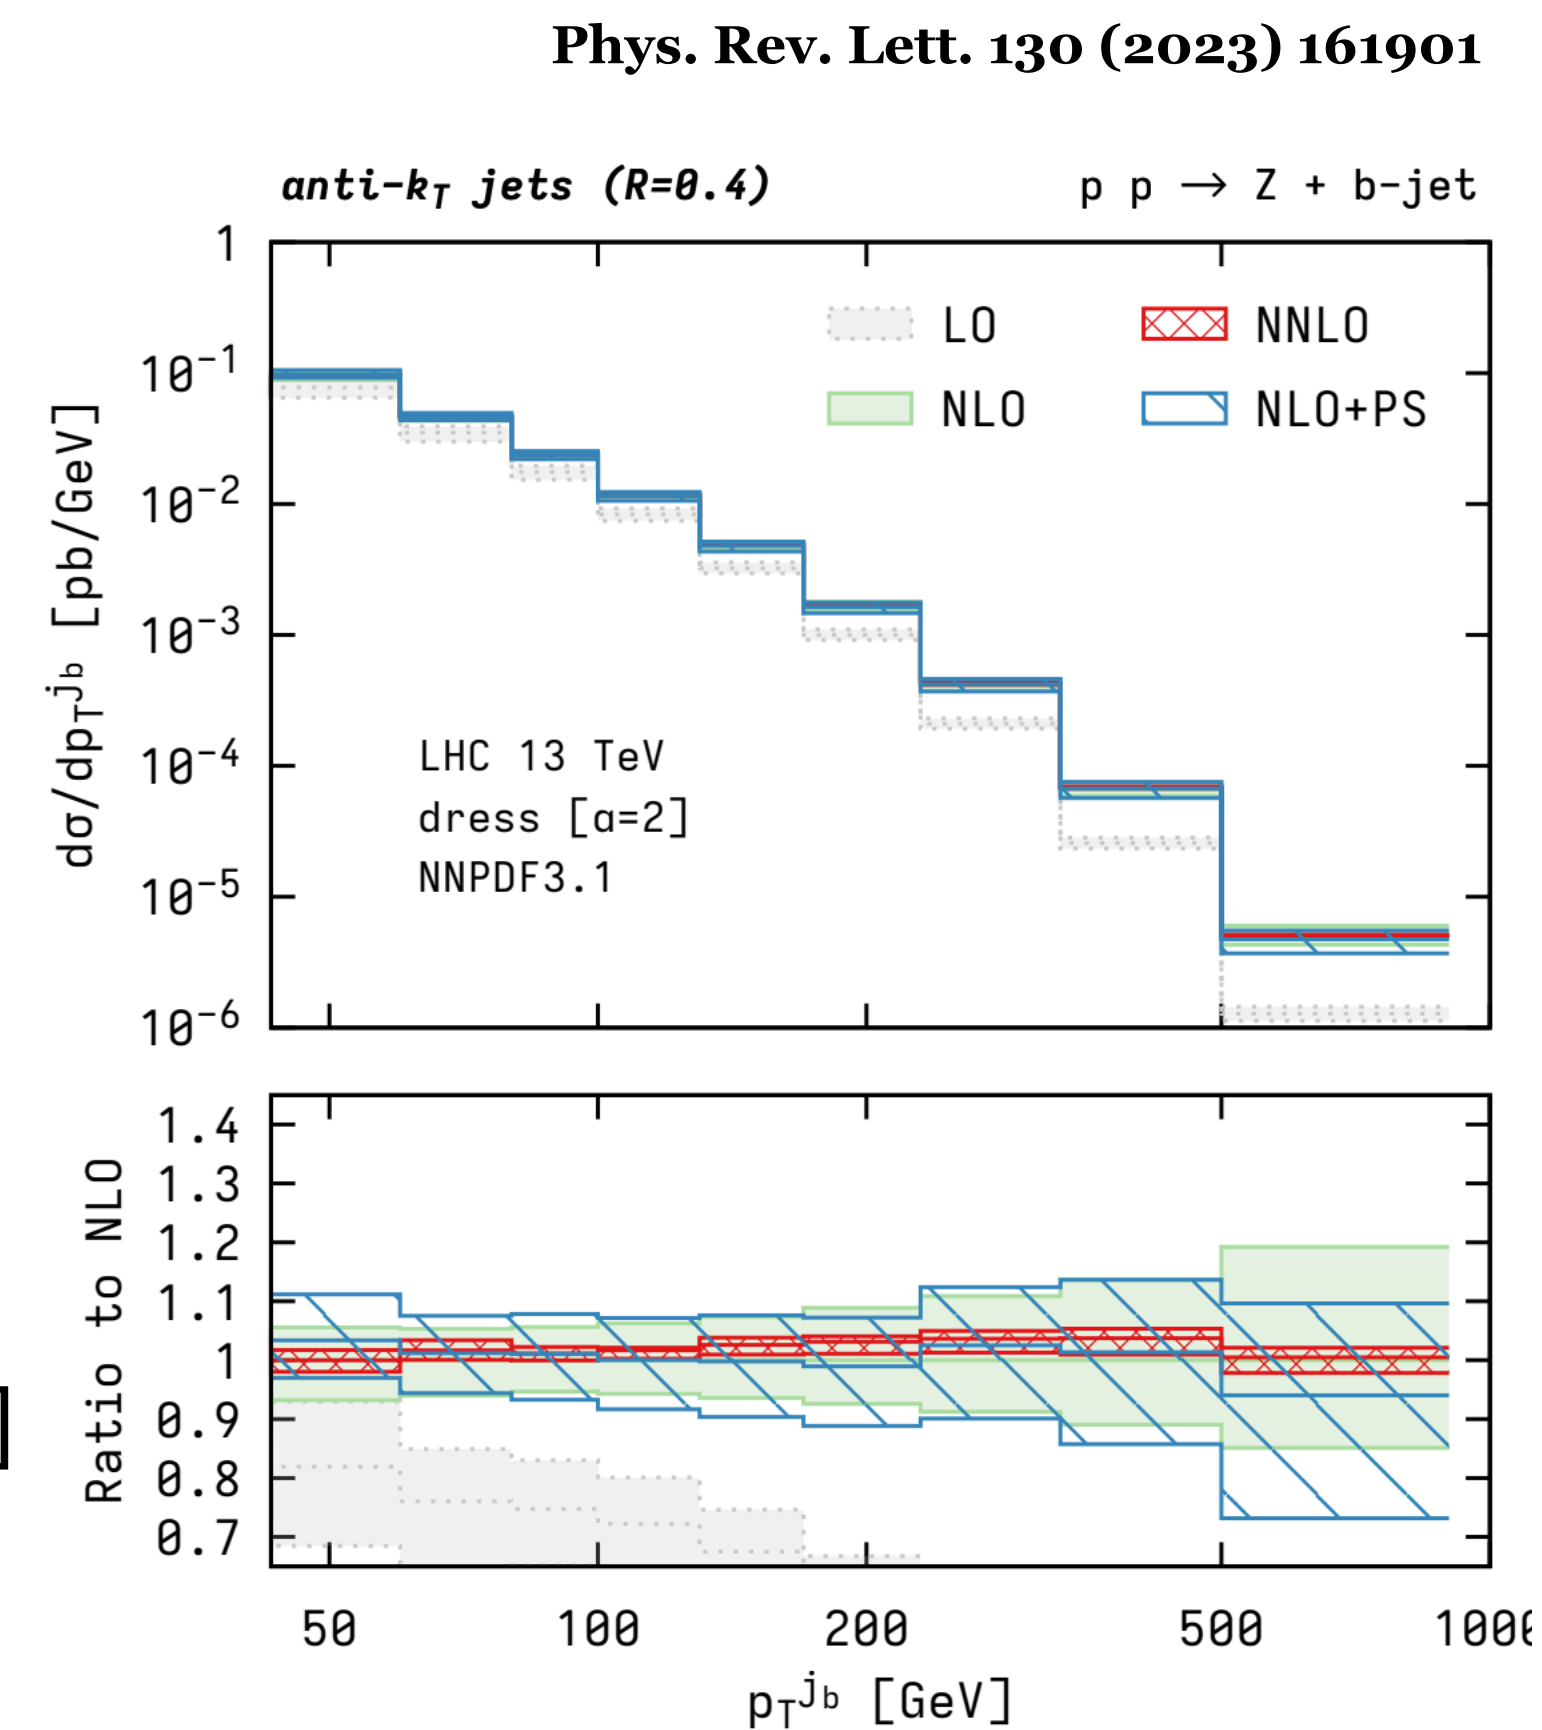 Phys. Rev. Lett. 130 (2023) 161901
anti-k_T jets (R=0.4)
p p → Z + b-jet
1
10⁻¹
10⁻²
10⁻³
10⁻⁴
10⁻⁵
10⁻⁶
dσ/dp_T^{j_b} [pb/GeV]
LO
NNLO
NLO
NLO+PS
LHC 13 TeV
dress [α=2]
NNPDF3.1
1.4
1.3
1.2
1.1
1
0.9
0.8
0.7
Ratio to NLO
]
50
100
200
500
1000
p_T^{j_b} [GeV]